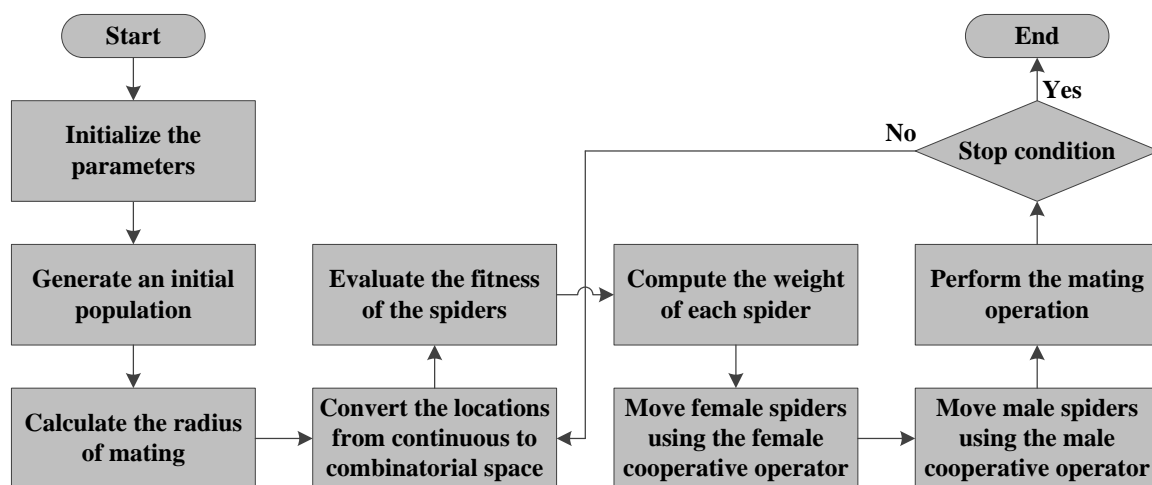 Start
Initialize the
parameters
Generate an initial
population
Calculate the radius
of mating
Convert the locations
from continuous to
combinatorial space
Evaluate the fitness
of the spiders
Compute the weight
of each spider
Move female spiders
using the female
cooperative operator
Move male spiders
using the male
cooperative operator
Perform the mating
operation
Stop condition
No
Yes
End